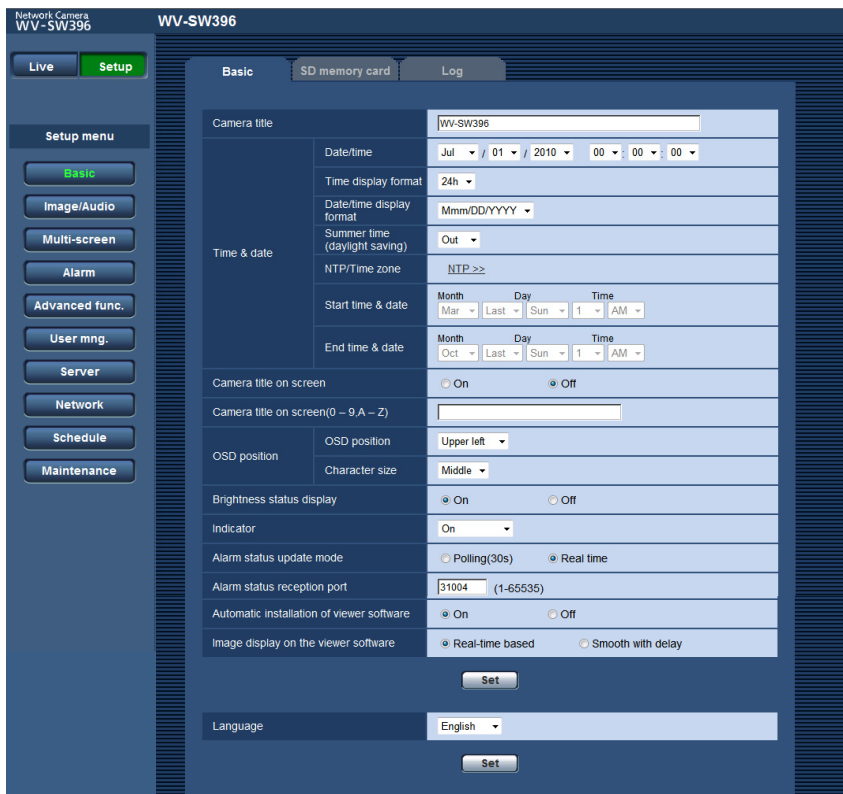 Network Camera
WV-SW396
WV-SW396
Live
Setup
Setup menu
Basic
Image/Audio
Multi-screen
Alarm
Advanced func.
User mng.
Server
Network
Schedule
Maintenance
Basic
SD memory card
Log
Camera title
WV-SW396
Time & date
Date/time
Jul / 01 / 2010 00 : 00 : 00
Time display format
24h
Date/time display
format
Mmm/DD/YYYY
Summer time
(daylight saving)
Out
NTP/Time zone
NTP >>
Start time & date
Month Day Time
Mar Last Sun 1 AM
End time & date
Month Day Time
Oct Last Sun 1 AM
Camera title on screen
On Off
Camera title on screen(0 – 9,A – Z)
OSD position
OSD position
Upper left
Character size
Middle
Brightness status display
On Off
Indicator
On
Alarm status update mode
Polling(30s) Real time
Alarm status reception port
31004 (1-65535)
Automatic installation of viewer software
On Off
Image display on the viewer software
Real-time based Smooth with delay
Set
Language
English
Set